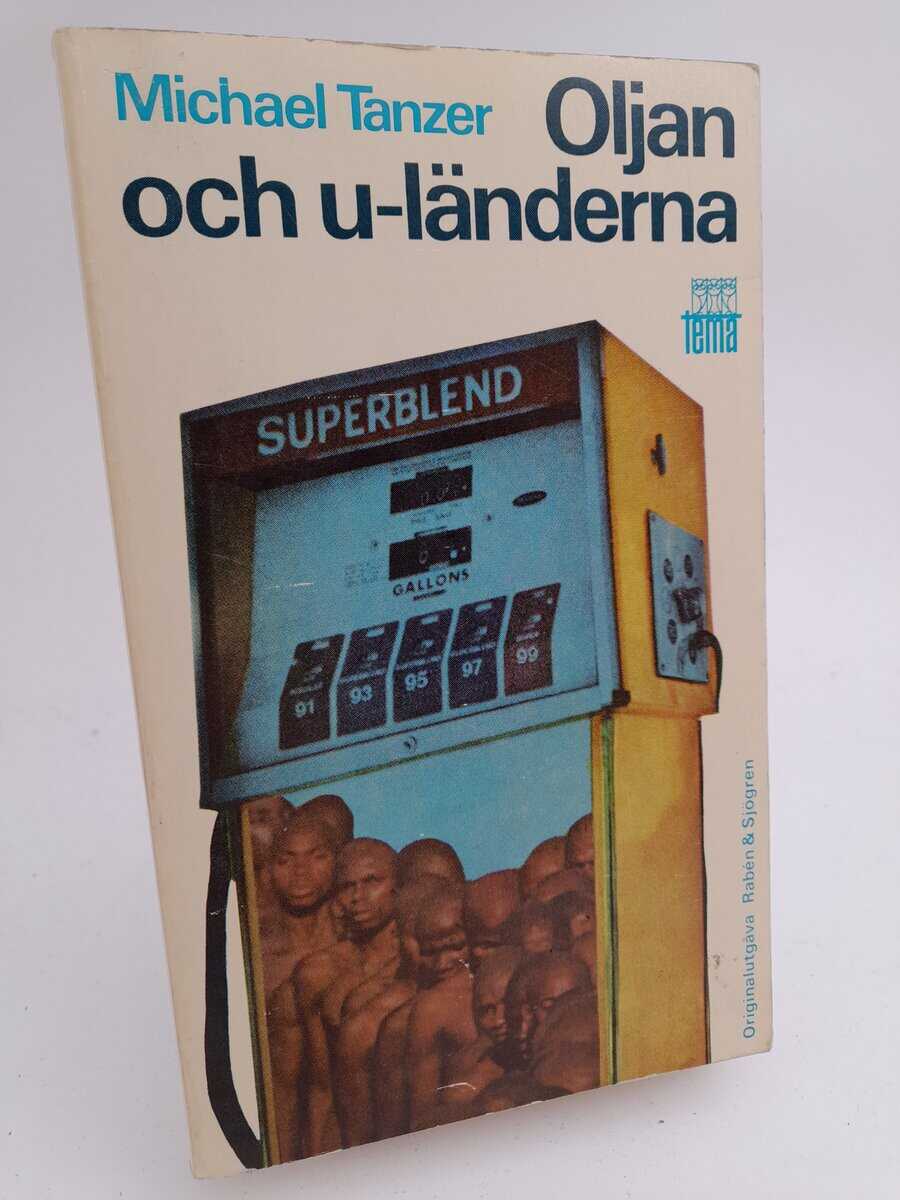 Michael Tanzer Oljan
och u-länderna
tema
SUPERBLEND
GALLONS
91 93 95 97 99
Originalutgåva Rabén & Sjögren